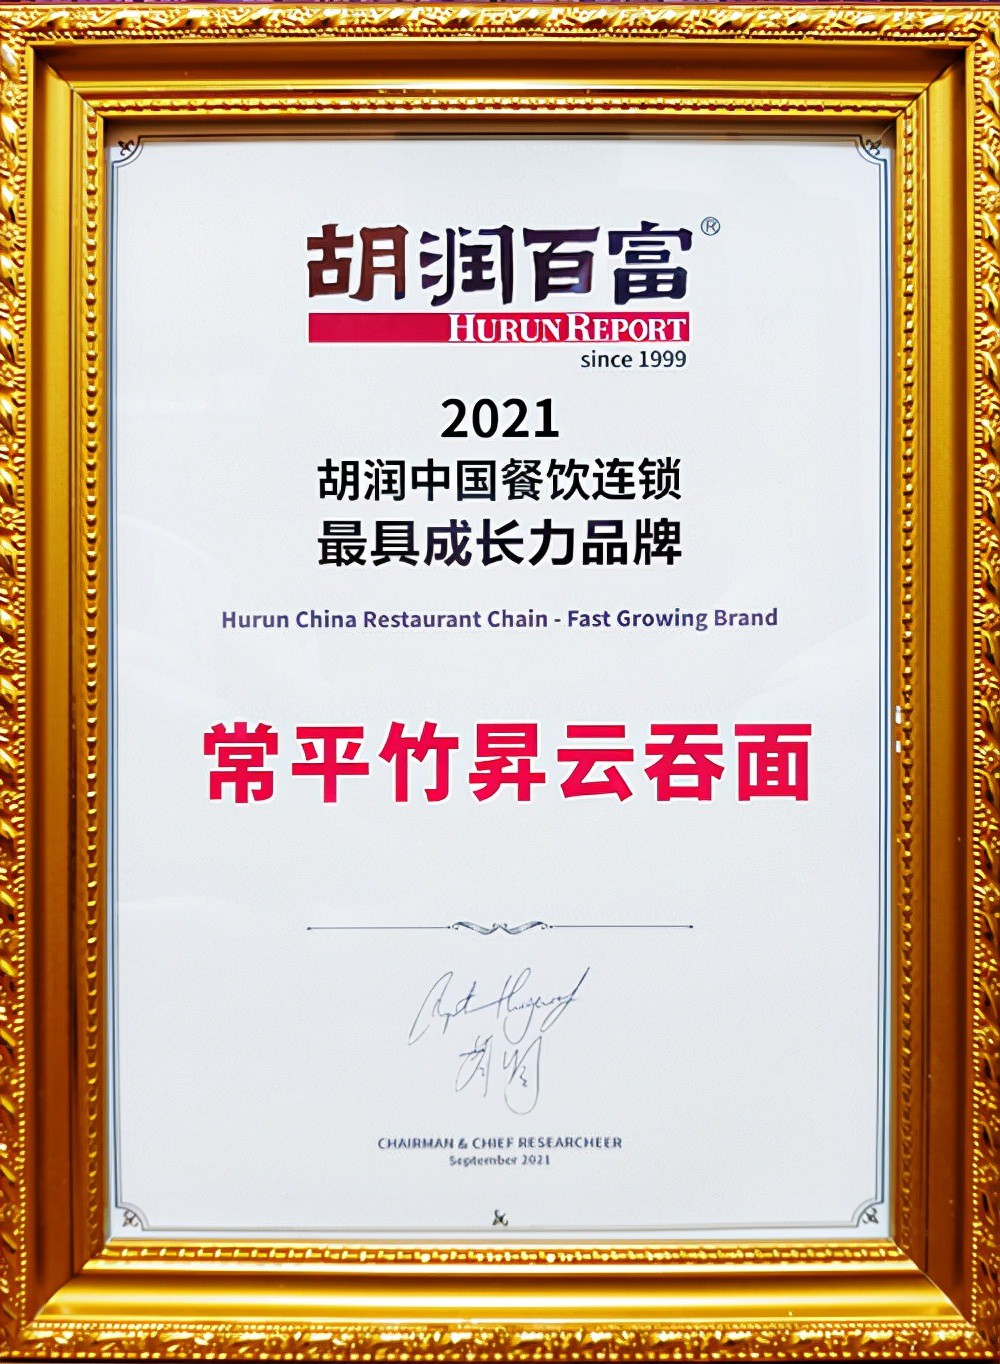 胡润百富®
HURUN REPORT
since 1999
2021
胡润中国餐饮连锁
最具成长力品牌
Hurun China Restaurant Chain - Fast Growing Brand
常平竹昇云吞面
胡润
CHAIRMAN & CHIEF RESEARCHEER
September 2021